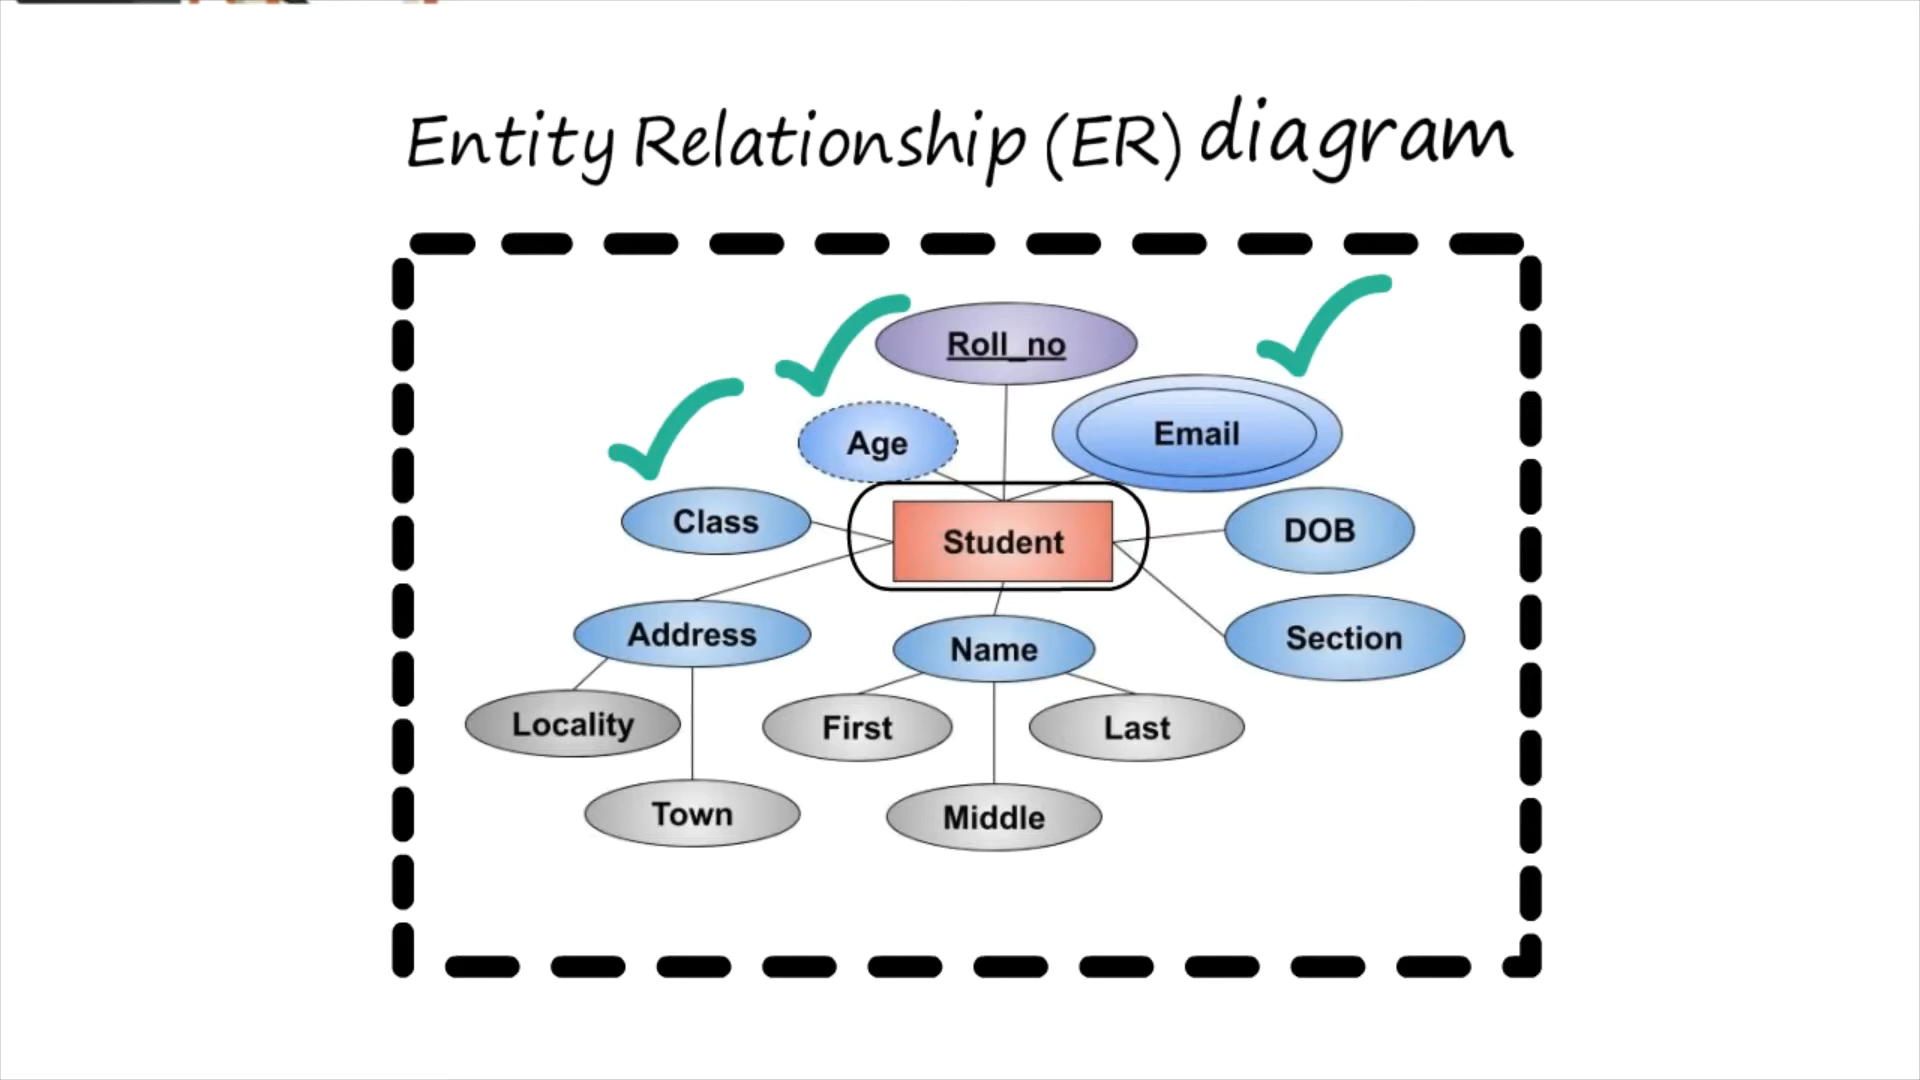 Entity Relationship (ER) diagram
Roll_no
Age
Email
Class
Student
DOB
Address
Name
Section
Locality
First
Last
Town
Middle